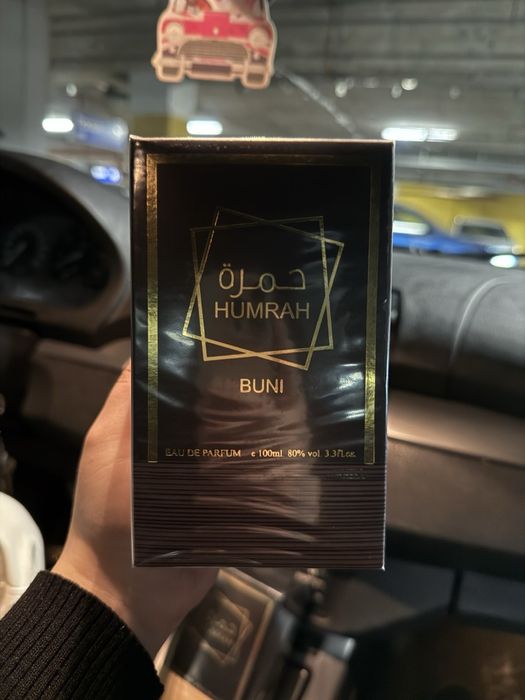 حمرة
HUMRAH
BUNI
EAU DE PARFUM e 100ml 80% vol 3.3fl.oz.